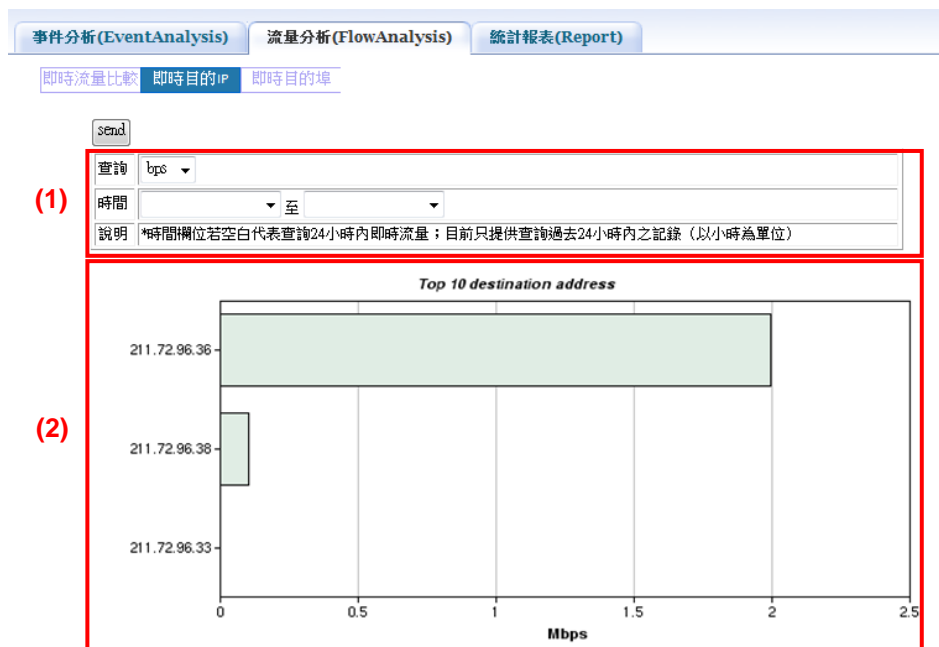 事件分析(EventAnalysis) 流量分析(FlowAnalysis) 統計報表(Report)
即時流量比較 即時目的IP 即時目的埠
send
(1)
查詢 bps
時間 至
說明 *時間欄位若空白代表查詢24小時內即時流量；目前只提供查詢過去24小時內之記錄（以小時為單位）
(2)
Top 10 destination address
211.72.96.36
211.72.96.38
211.72.96.33
0 0.5 1 1.5 2 2.5
Mbps